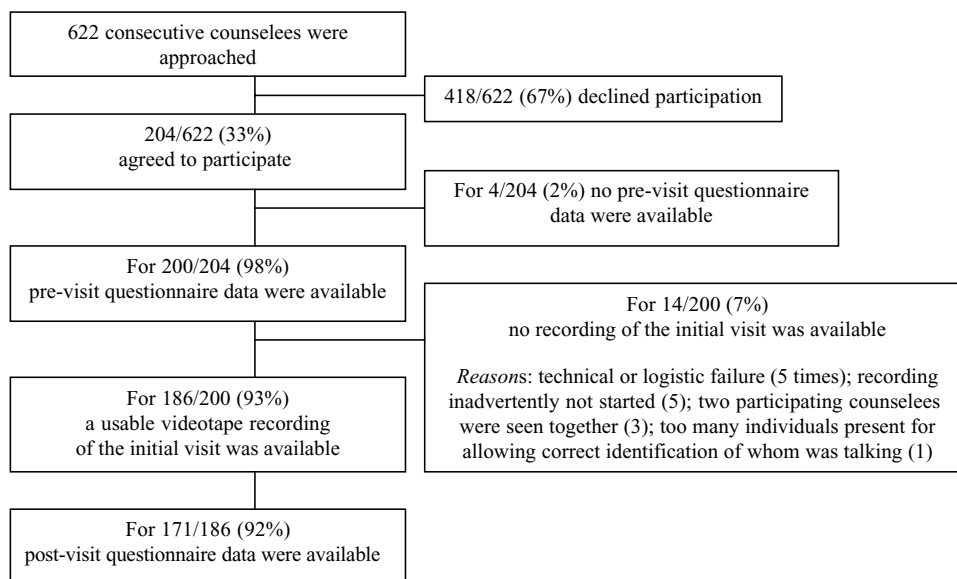 622 consecutive counselees were
approached
418/622 (67%) declined participation
204/622 (33%)
agreed to participate
For 4/204 (2%) no pre-visit questionnaire
data were available
For 200/204 (98%)
pre-visit questionnaire data were available
For 14/200 (7%)
no recording of the initial visit was available
Reasons: technical or logistic failure (5 times); recording
inadvertently not started (5); two participating counselees
were seen together (3); too many individuals present for
allowing correct identification of whom was talking (1)
For 186/200 (93%)
a usable videotape recording
of the initial visit was available
For 171/186 (92%)
post-visit questionnaire data were available